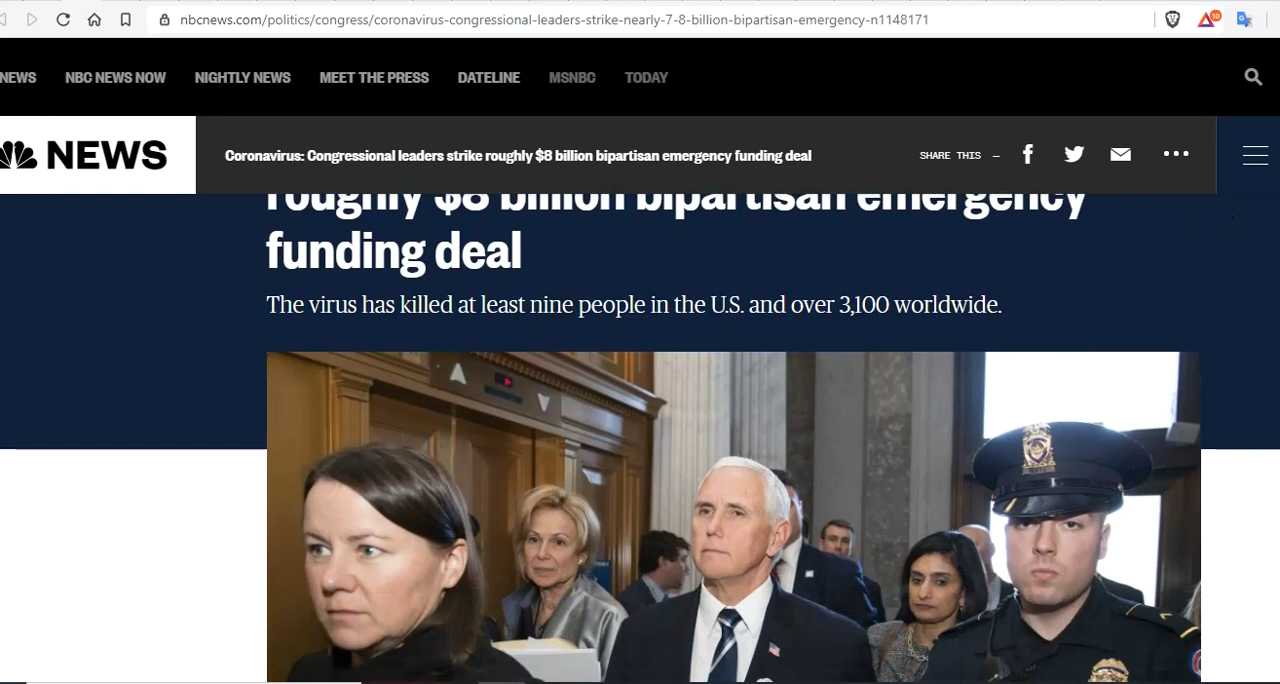 nbcnews.com/politics/congress/coronavirus-congressional-leaders-strike-nearly-7-8-billion-bipartisan-emergency-n1148171
10
NEWS NBC NEWS NOW NIGHTLY NEWS MEET THE PRESS DATELINE MSNBC TODAY
NEWS
Coronavirus: Congressional leaders strike roughly $8 billion bipartisan emergency funding deal
SHARE THIS —
roughly $8 billion bipartisan emergency
funding deal
The virus has killed at least nine people in the U.S. and over 3,100 worldwide.